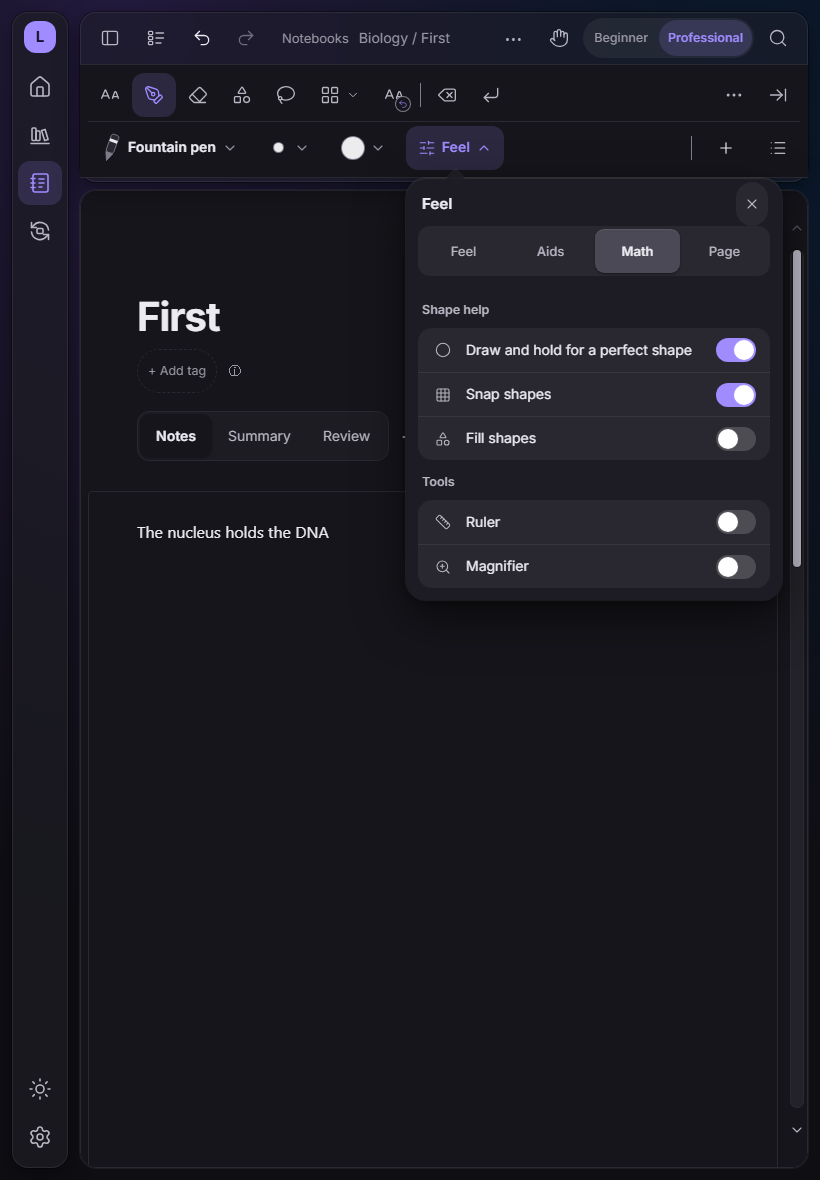 L
Notebooks Biology / First
Beginner Professional
AA
AA
Fountain pen
Feel
Feel
Feel Aids Math Page
First
Shape help
Draw and hold for a perfect shape
+ Add tag
Snap shapes
Notes Summary Review
Fill shapes
Tools
Ruler
The nucleus holds the DNA
Magnifier